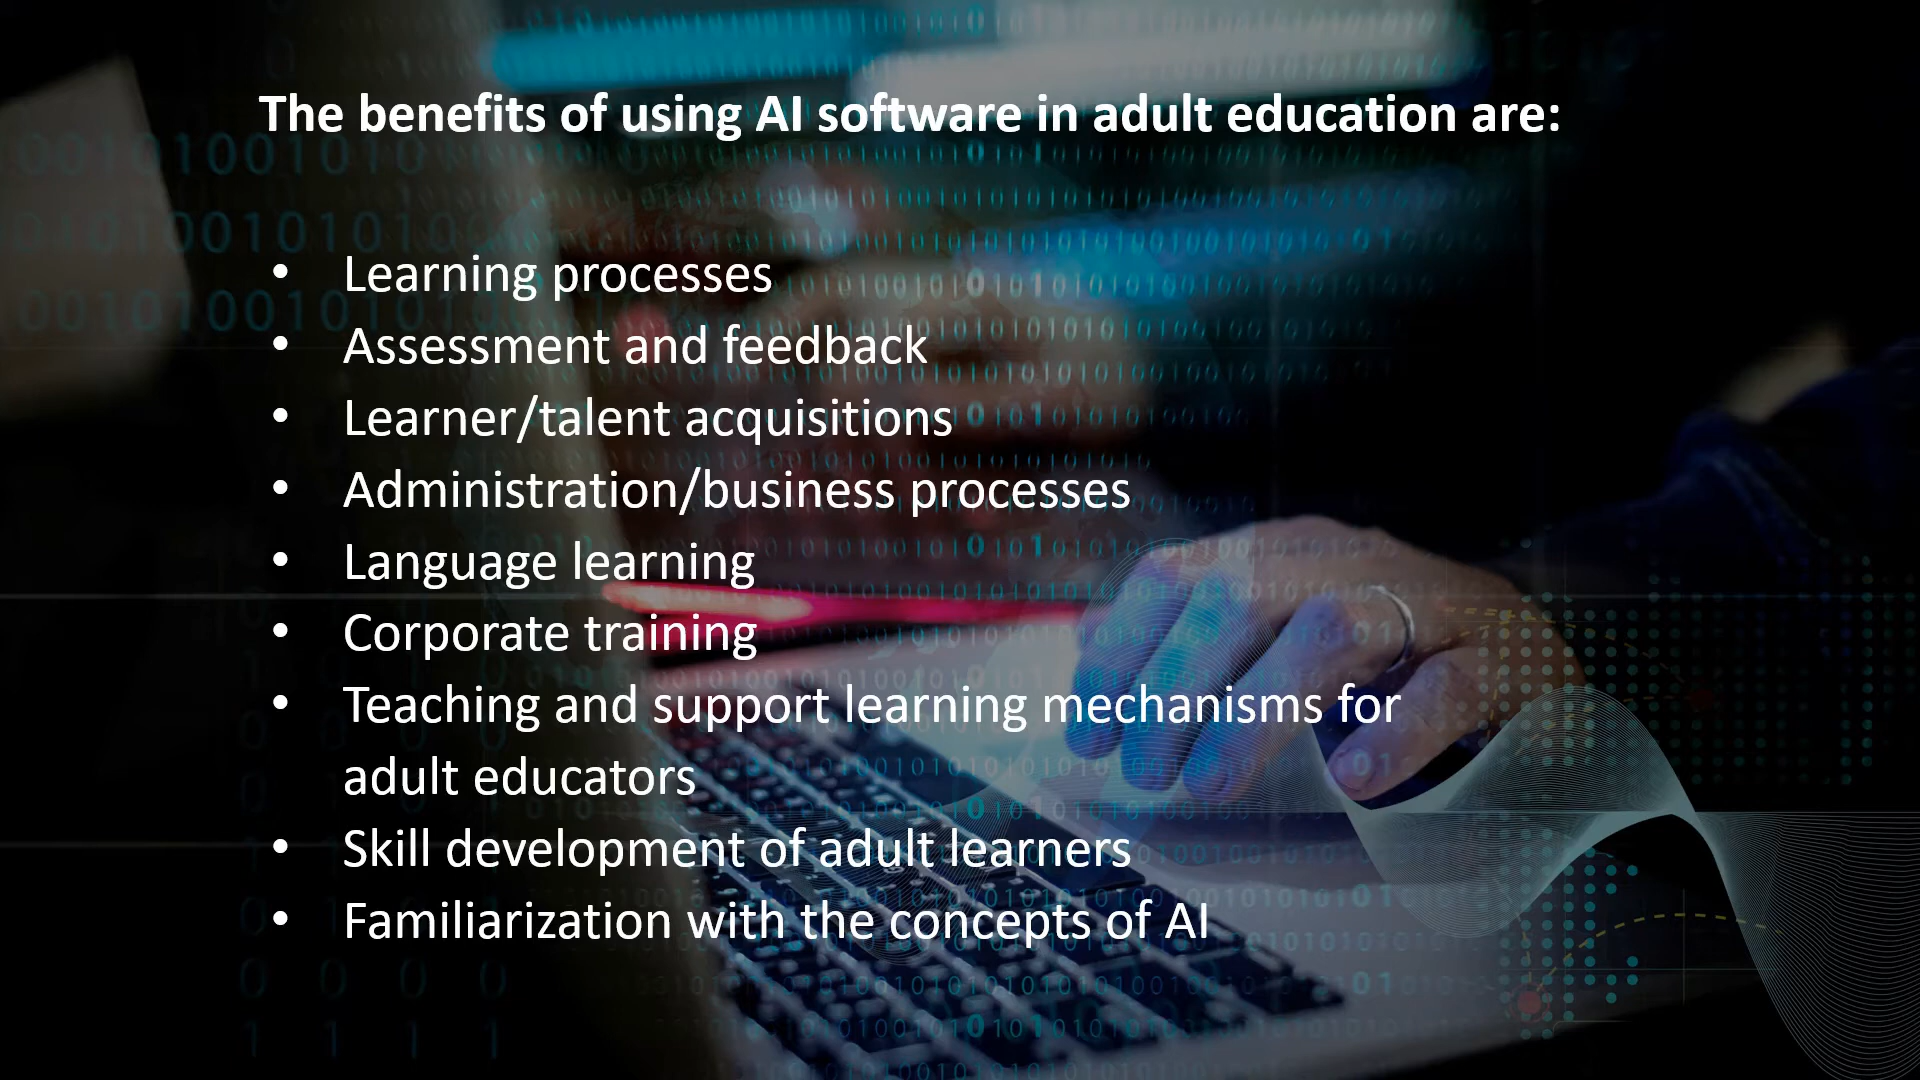 The benefits of using AI software in adult education are:
• Learning processes
• Assessment and feedback
• Learner/talent acquisitions
• Administration/business processes
• Language learning
• Corporate training
• Teaching and support learning mechanisms for
adult educators
• Skill development of adult learners
• Familiarization with the concepts of AI